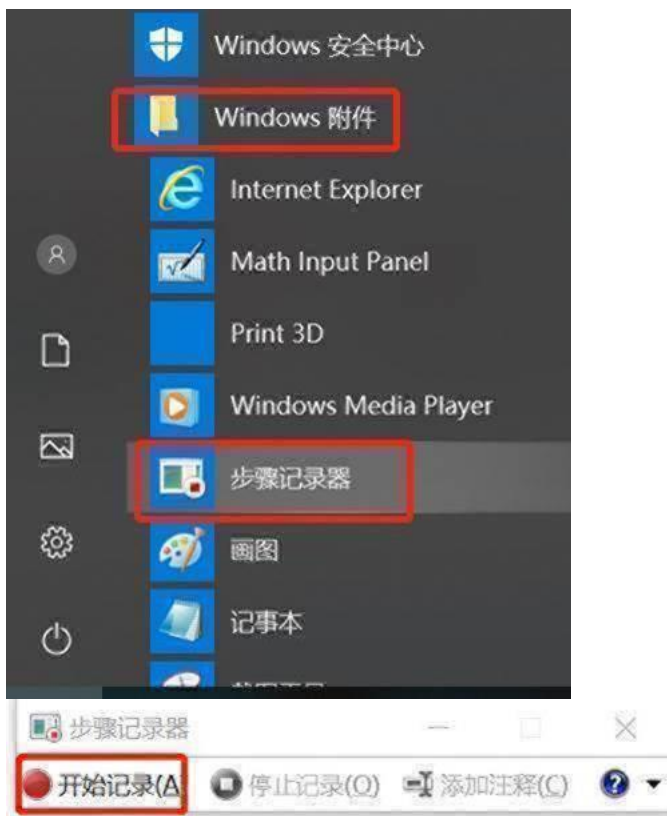 Windows 安全中心
Windows 附件
Internet Explorer
Math Input Panel
Print 3D
Windows Media Player
步骤记录器
画图
记事本
步骤记录器
开始记录(A 停止记录(O) 添加注释(C)